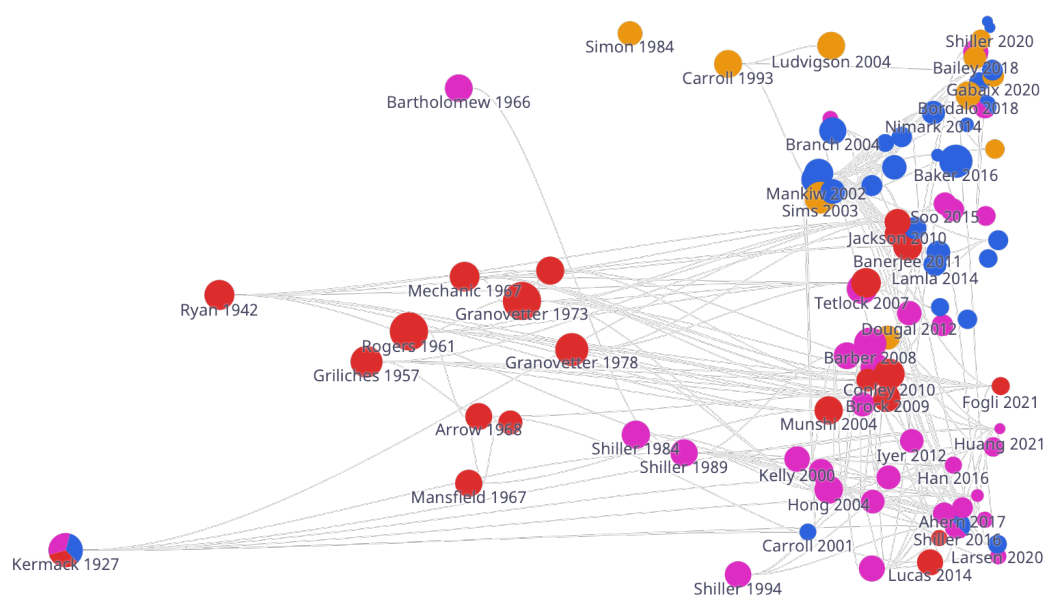 Simon 1984
Shiller 2020
Ludvigson 2004
Bailey 2018
Carroll 1993
Gabaix 2020
Bartholomew 1966
Bordalo 2018
Nimark 2014
Branch 2004
Baker 2016
Mankiw 2002
Sims 2003
Soo 2015
Jackson 2010
Banerjee 2011
Lamla 2014
Mechanic 1967
Tetlock 2007
Ryan 1942
Granovetter 1973
Dougal 2012
Rogers 1961
Barber 2008
Granovetter 1978
Griliches 1957
Conley 2010
Fogli 2021
Brock 2009
Munshi 2004
Arrow 1968
Huang 2021
Shiller 1984
Iyer 2012
Shiller 1989
Kelly 2000
Han 2016
Mansfield 1967
Hong 2004
Ahern 2017
Shiller 2016
Carroll 2001
Larsen 2020
Kermack 1927
Lucas 2014
Shiller 1994